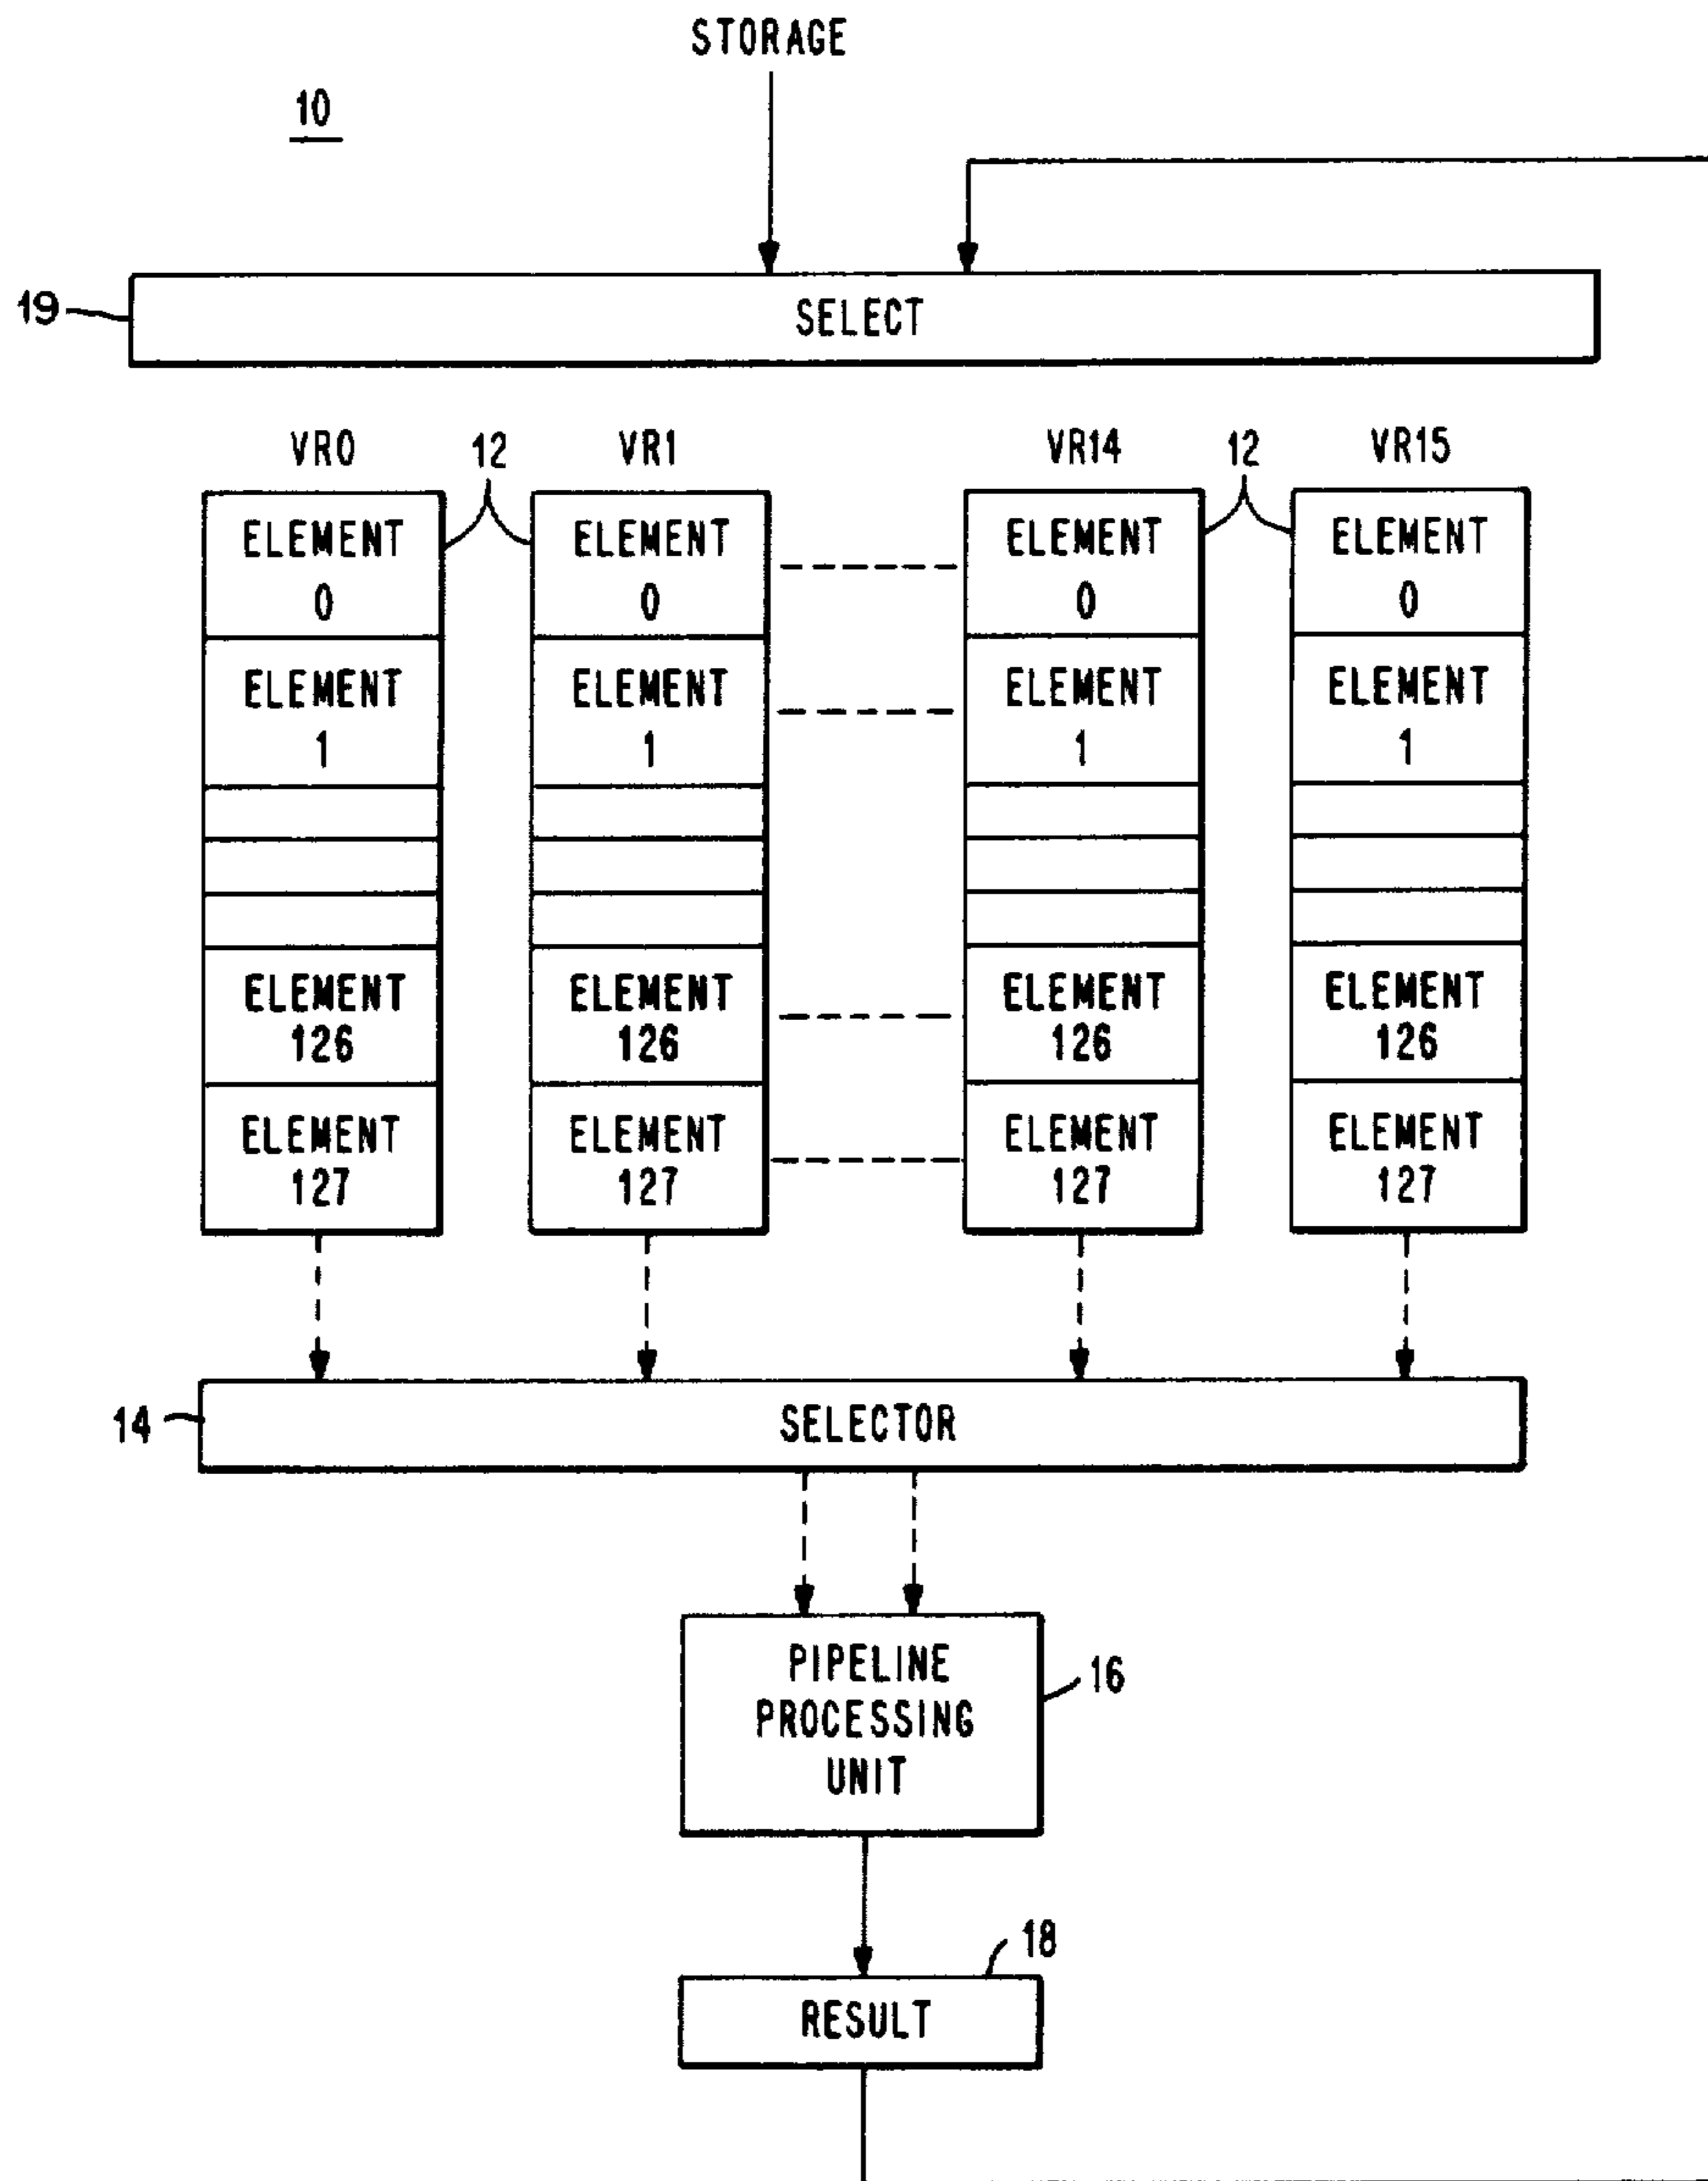 STORAGE
10
19
SELECT
VR0 12 VR1 VR14 12 VR15
ELEMENT ELEMENT ELEMENT ELEMENT
0 0 0 0
ELEMENT ELEMENT ELEMENT ELEMENT
1 1 1 1
ELEMENT ELEMENT ELEMENT ELEMENT
126 126 126 126
ELEMENT ELEMENT ELEMENT ELEMENT
127 127 127 127
14 SELECTOR
PIPELINE
16
PROCESSING
UNIT
18
RESULT